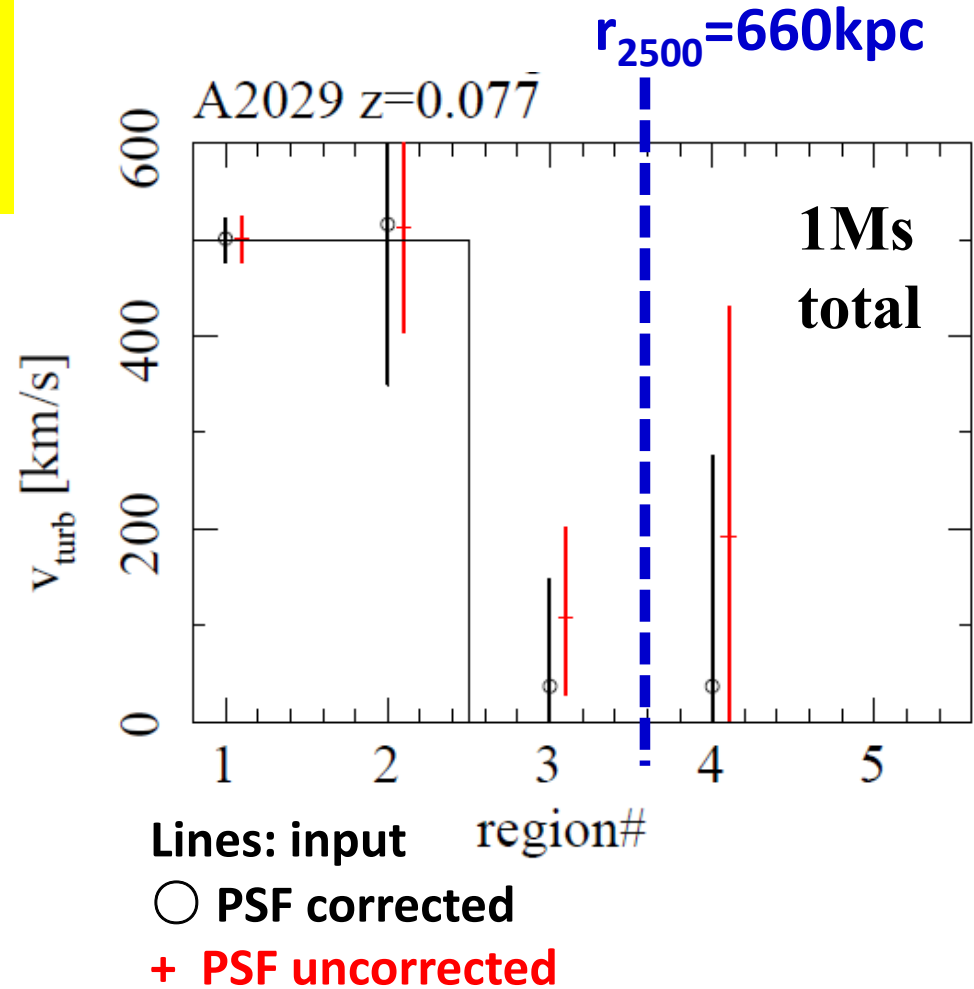 r2500=660kpc
A2029 z=0.077
600
400
200
0
v_turb [km/s]
1Ms
total
1 2 3 4 5
region#
Lines: input
○ PSF corrected
+ PSF uncorrected